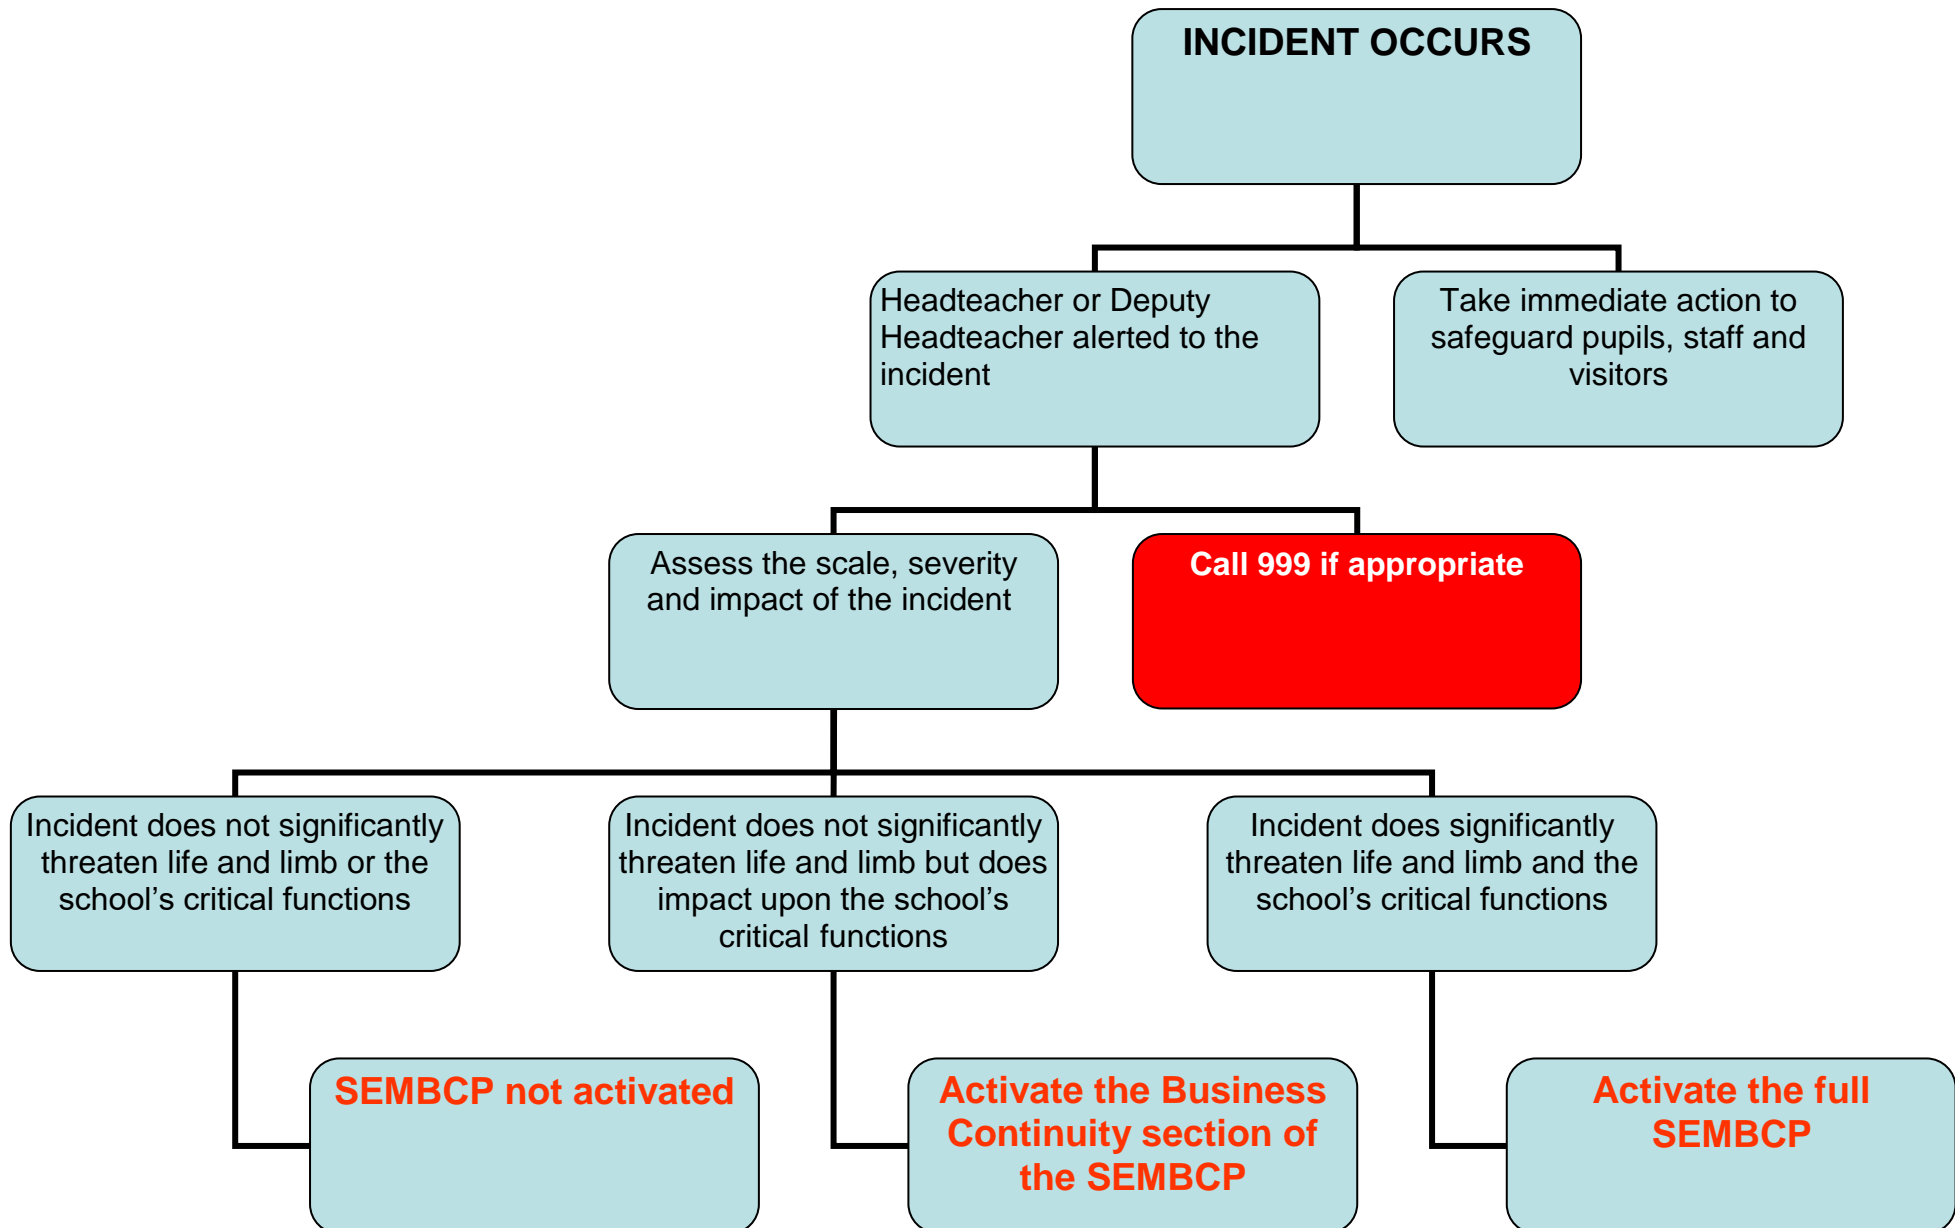 INCIDENT OCCURS
Headteacher or Deputy
Headteacher alerted to the
incident
Take immediate action to
safeguard pupils, staff and
visitors
Assess the scale, severity
and impact of the incident
Call 999 if appropriate
Incident does not significantly
threaten life and limb or the
school’s critical functions
Incident does not significantly
threaten life and limb but does
impact upon the school’s
critical functions
Incident does significantly
threaten life and limb and the
school’s critical functions
SEMBCP not activated
Activate the Business
Continuity section of
the SEMBCP
Activate the full
SEMBCP